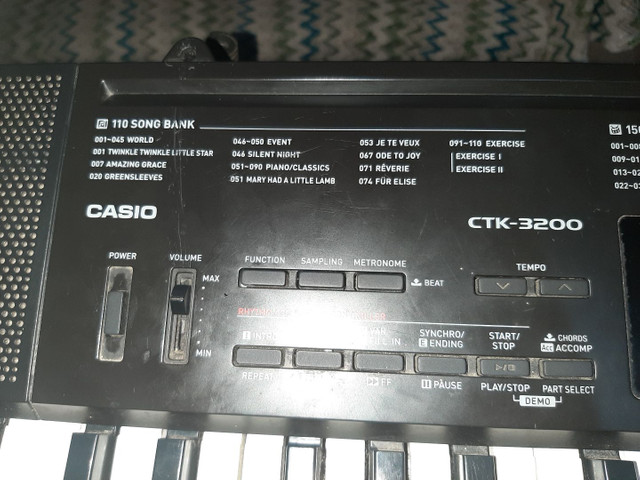 110 SONG BANK
001-045 WORLD
001 TWINKLE TWINKLE LITTLE STAR
007 AMAZING GRACE
020 GREENSLEEVES
046-050 EVENT
046 SILENT NIGHT
051-090 PIANO/CLASSICS
051 MARY HAD A LITTLE LAMB
053 JE TE VEUX
067 ODE TO JOY
071 RÊVERIE
074 FÜR ELISE
091-110 EXERCISE
EXERCISE I
EXERCISE II
CASIO
CTK-3200
POWER
VOLUME
MAX
MIN
FUNCTION
SAMPLING
METRONOME
BEAT
TEMPO
SYNCHRO/
ENDING
START/
STOP
CHORDS
ACCOMP
REPEAT
FF
PAUSE
PLAY/STOP
PART SELECT
DEMO